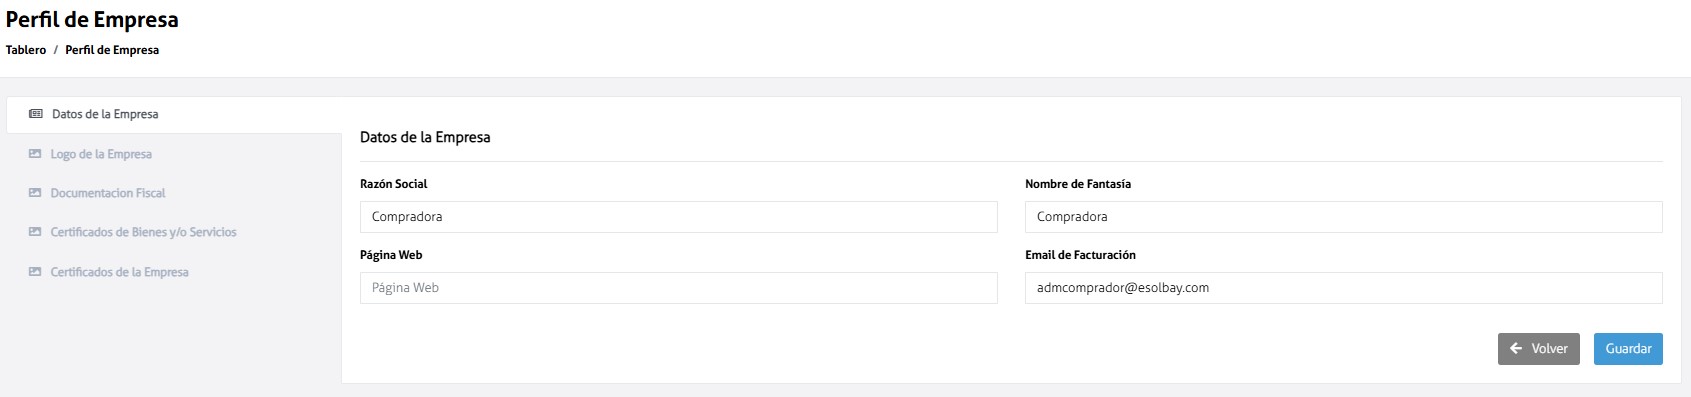 Perfil de Empresa
Tablero / Perfil de Empresa
Datos de la Empresa
Logo de la Empresa
Documentacion Fiscal
Certificados de Bienes y/o Servicios
Certificados de la Empresa
Datos de la Empresa
Razón Social
Nombre de Fantasía
Compradora
Compradora
Página Web
Email de Facturación
Página Web
admcomprador@esolbay.com
Volver
Guardar